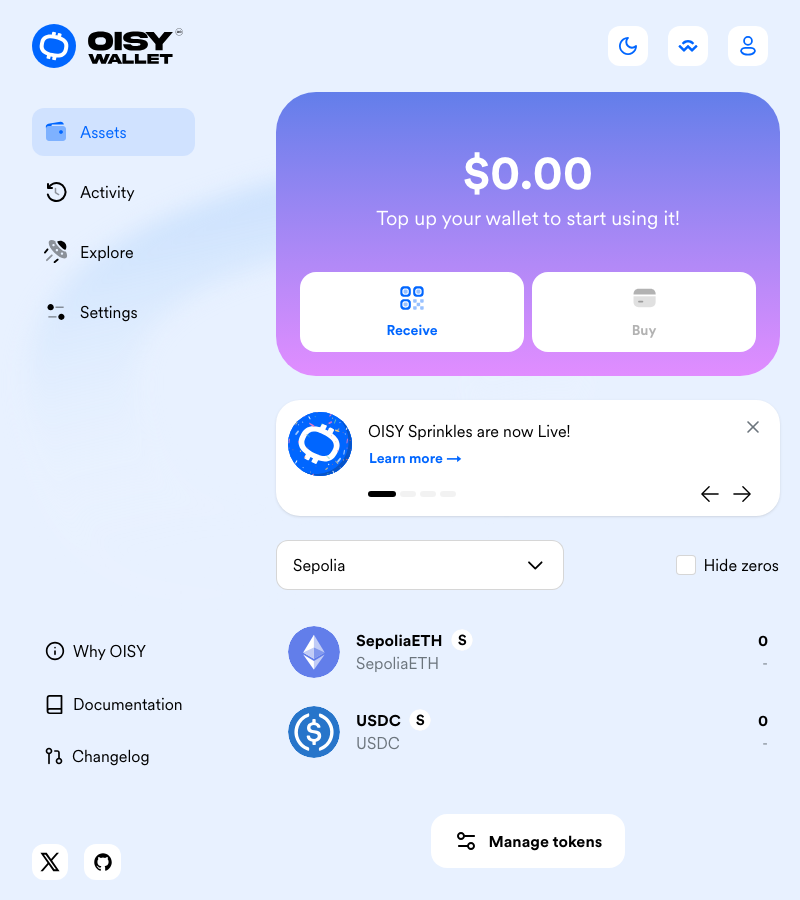 OISY
WALLET
Assets
Activity
Explore
Settings
$0.00
Top up your wallet to start using it!
Receive
Buy
OISY Sprinkles are now Live!
Learn more →
Sepolia
Hide zeros
SepoliaETH S
0
SepoliaETH
-
USDC S
0
USDC
-
Manage tokens
Why OISY
Documentation
Changelog